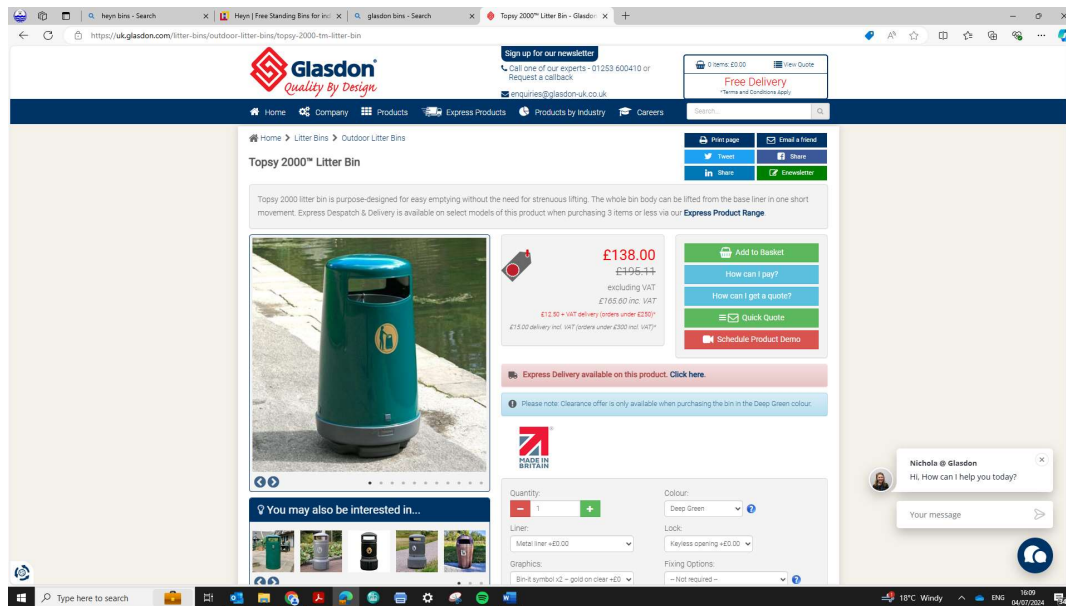 heyn bins - Search
Heyn | Free Standing Bins for ind
glasdon bins - Search
Topsy 2000™ Litter Bin - Glasdon
https://uk.glasdon.com/litter-bins/outdoor-litter-bins/topsy-2000-tm-litter-bin
Glasdon
Quality By Design
Sign up for our newsletter
Call one of our experts - 01253 600410 or
Request a callback
enquiries@glasdon-uk.co.uk
0 items: £0.00 View Quote
Free Delivery
*Terms and Conditions Apply
Home Company Products Express Products Products by Industry Careers Search...
Home > Litter Bins > Outdoor Litter Bins
Print page Email a friend
Tweet Share
Share Enewsletter
Topsy 2000™ Litter Bin
Topsy 2000 litter bin is purpose-designed for easy emptying without the need for strenuous lifting. The whole bin body can be lifted from the base liner in one short
movement. Express Despatch & Delivery is available on select models of this product when purchasing 3 items or less via our Express Product Range.
£138.00
£195.11
excluding VAT
£165.60 inc. VAT
£12.50 + VAT delivery (orders under £250)*
£15.00 delivery incl. VAT (orders under £300 incl. VAT)*
Add to Basket
How can I pay?
How can I get a quote?
Quick Quote
Schedule Product Demo
Express Delivery available on this product. Click here.
Please note: Clearance offer is only available when purchasing the bin in the Deep Green colour.
MADE IN
BRITAIN
You may also be interested in...
Quantity: Colour:
1 Deep Green
Liner: Lock:
Metal liner +£0.00 Keyless opening +£0.00
Graphics: Fixing Options:
Bin-it symbol x2 – gold on clear +£0 -- Not required --
Nichola @ Glasdon
Hi, How can I help you today?
Your message
Type here to search
18°C Windy ENG 16:09
04/07/2024